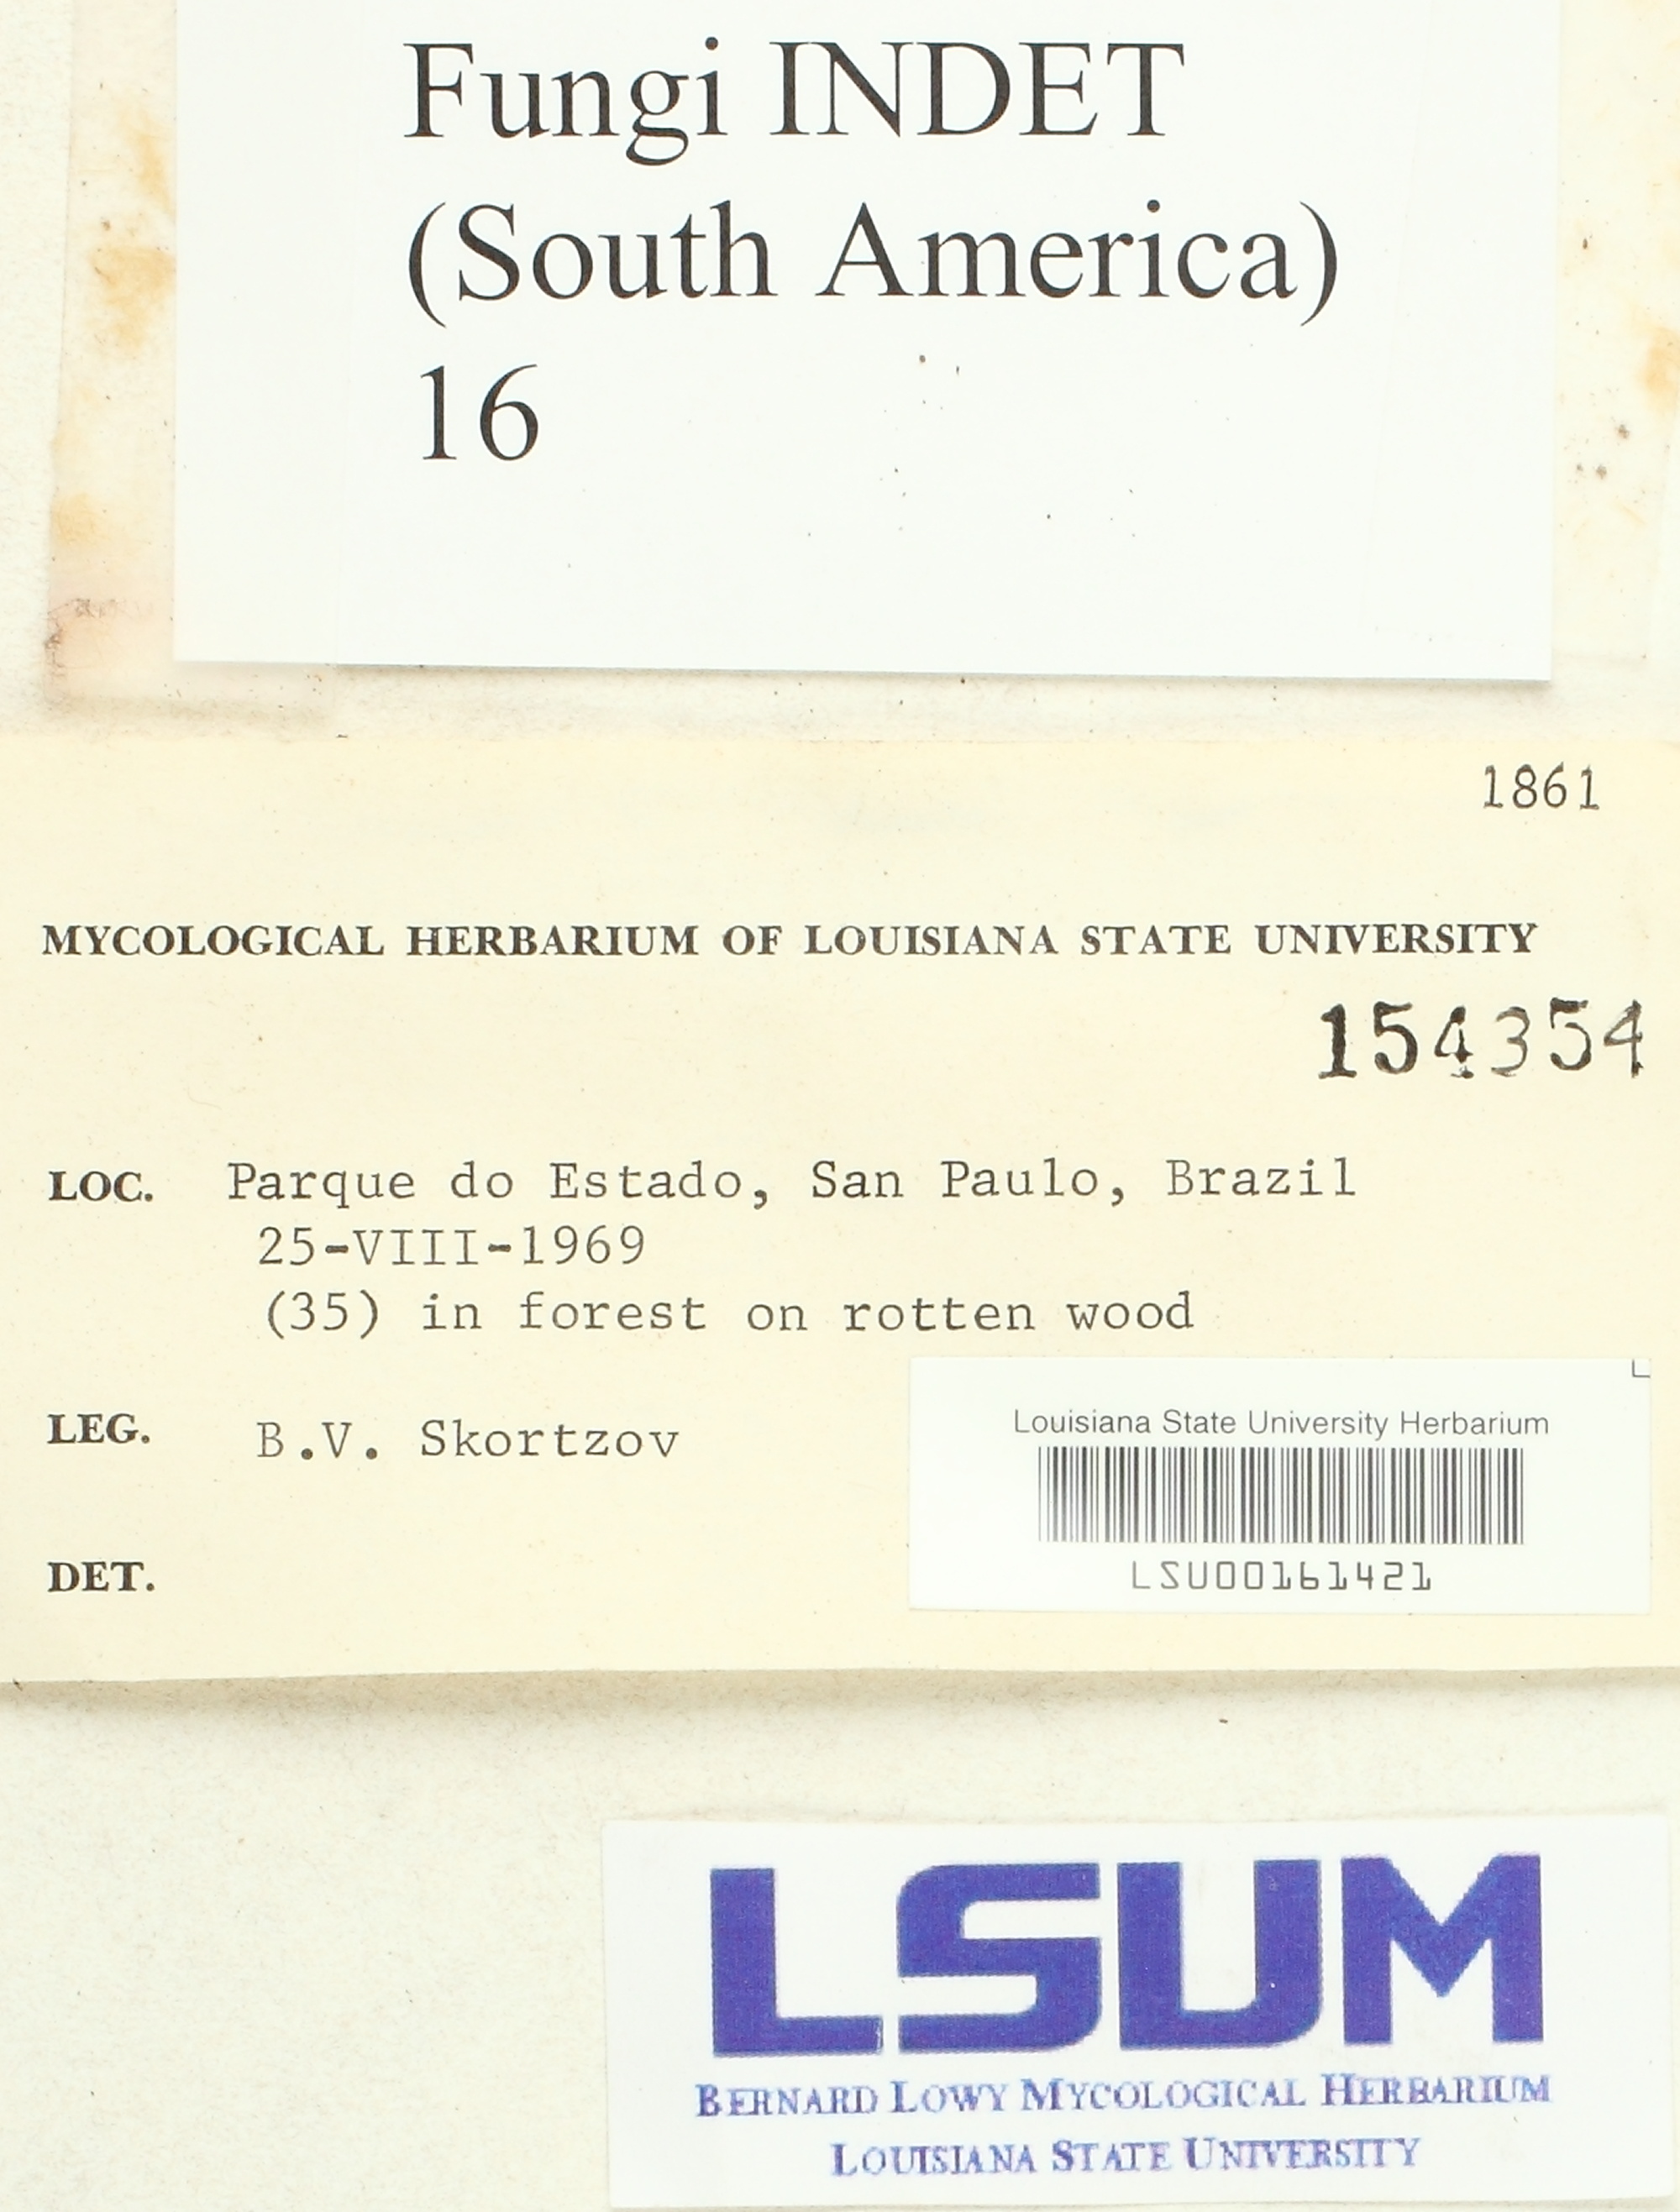 Fungi INDET
(South America)
16
1861
MYCOLOGICAL HERBARIUM OF LOUISIANA STATE UNIVERSITY
154354
LOC. Parque do Estado, San Paulo, Brazil
25-VIII-1969
(35) in forest on rotten wood
LEG. B.V. Skortzov
Louisiana State University Herbarium
LSU00161421
DET.
LSUM
BERNARD LOWY MYCOLOGICAL HERBARIUM
LOUISIANA STATE UNIVERSITY